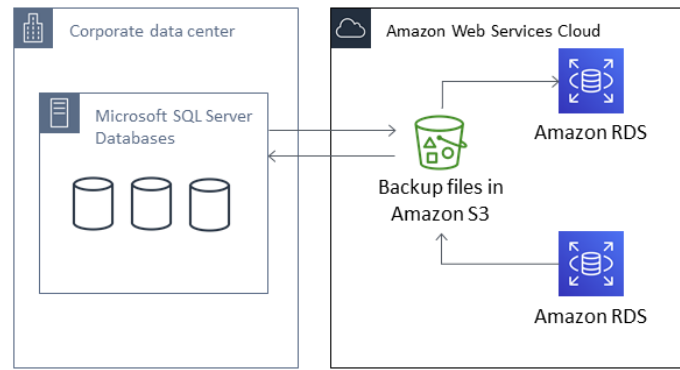 Corporate data center
Amazon Web Services Cloud
Microsoft SQL Server
Databases
Amazon RDS
Backup files in
Amazon S3
Amazon RDS